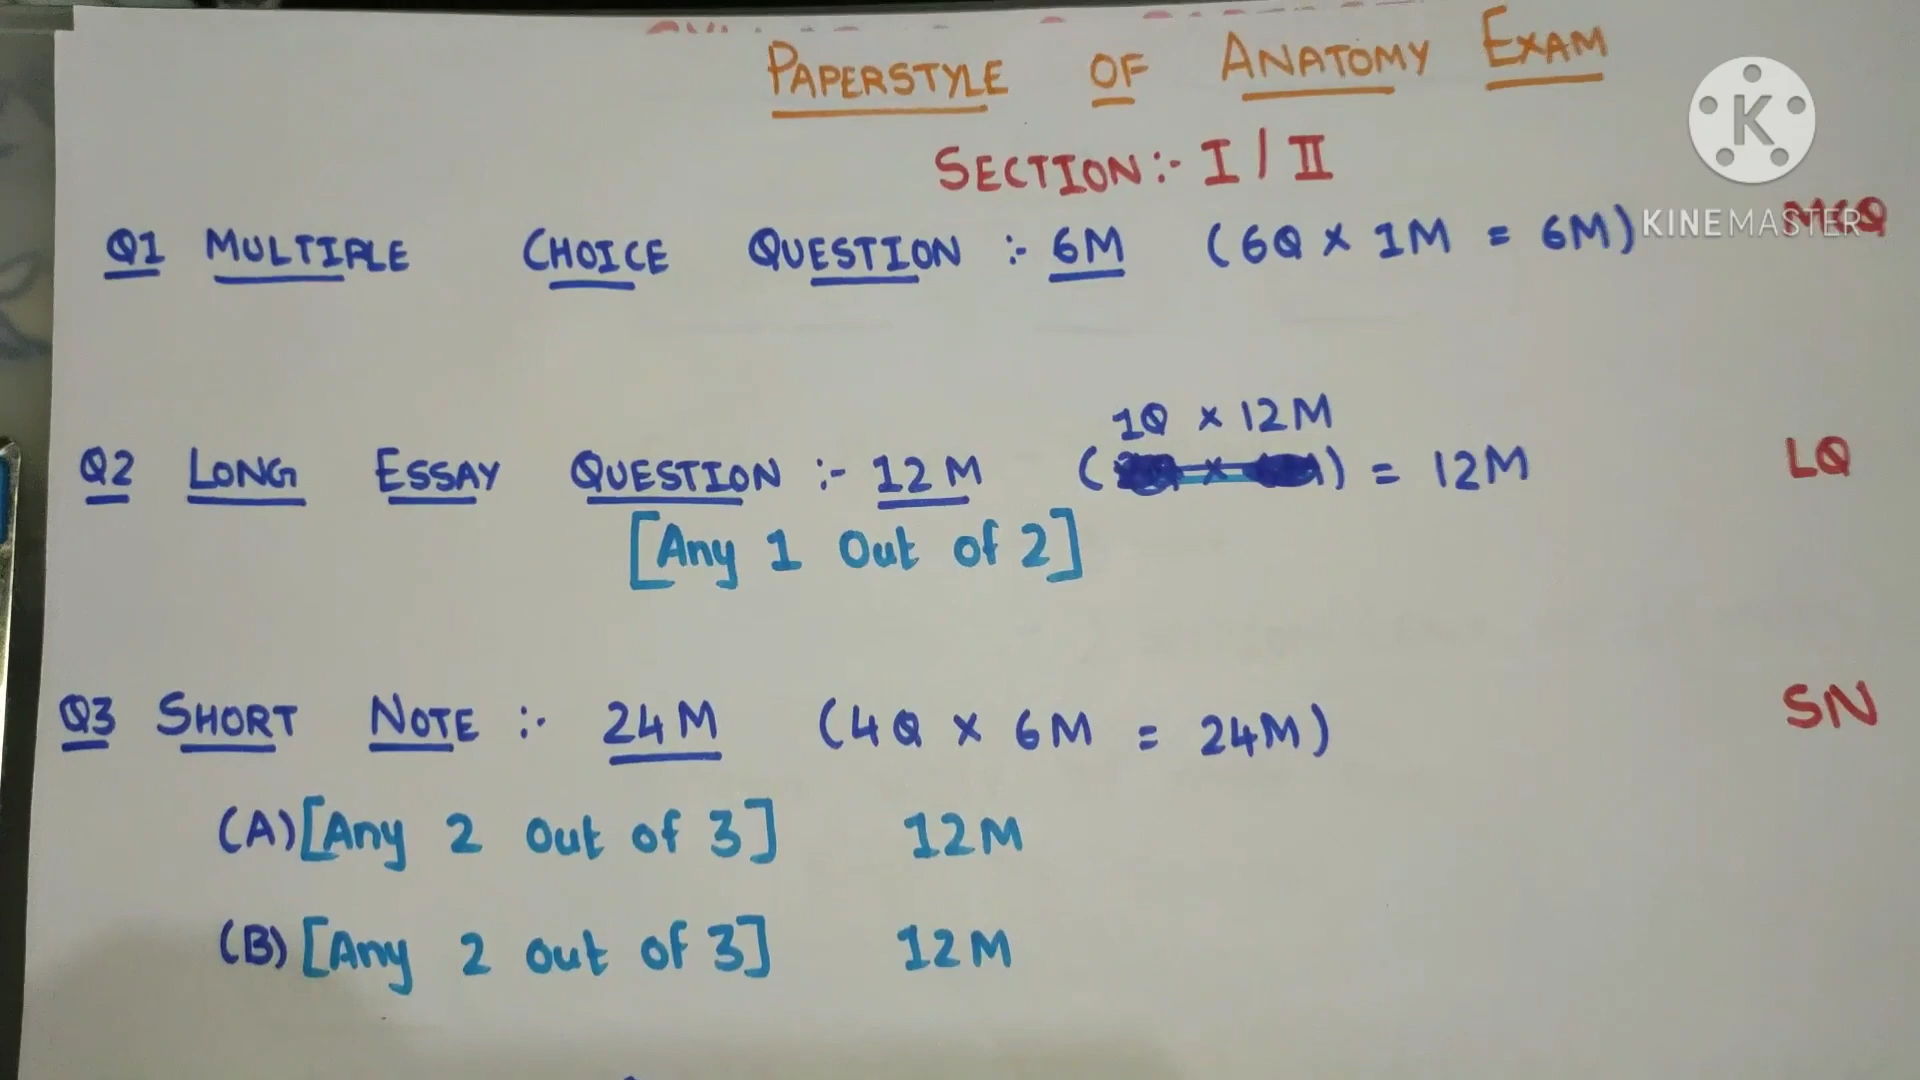 PAPERSTYLE OF ANATOMY EXAM
SECTION:- I / II
Q1 MULTIPLE CHOICE QUESTION :- 6M (6Q X 1M = 6M) MCQ
K
KINEMASTER
1Q x 12M
Q2 LONG ESSAY QUESTION :- 12M ( ) = 12M LQ
[Any 1 Out of 2]
Q3 SHORT NOTE :- 24M (4Q x 6M = 24M) SN
(A) [Any 2 Out of 3] 12M
(B) [Any 2 out of 3] 12M